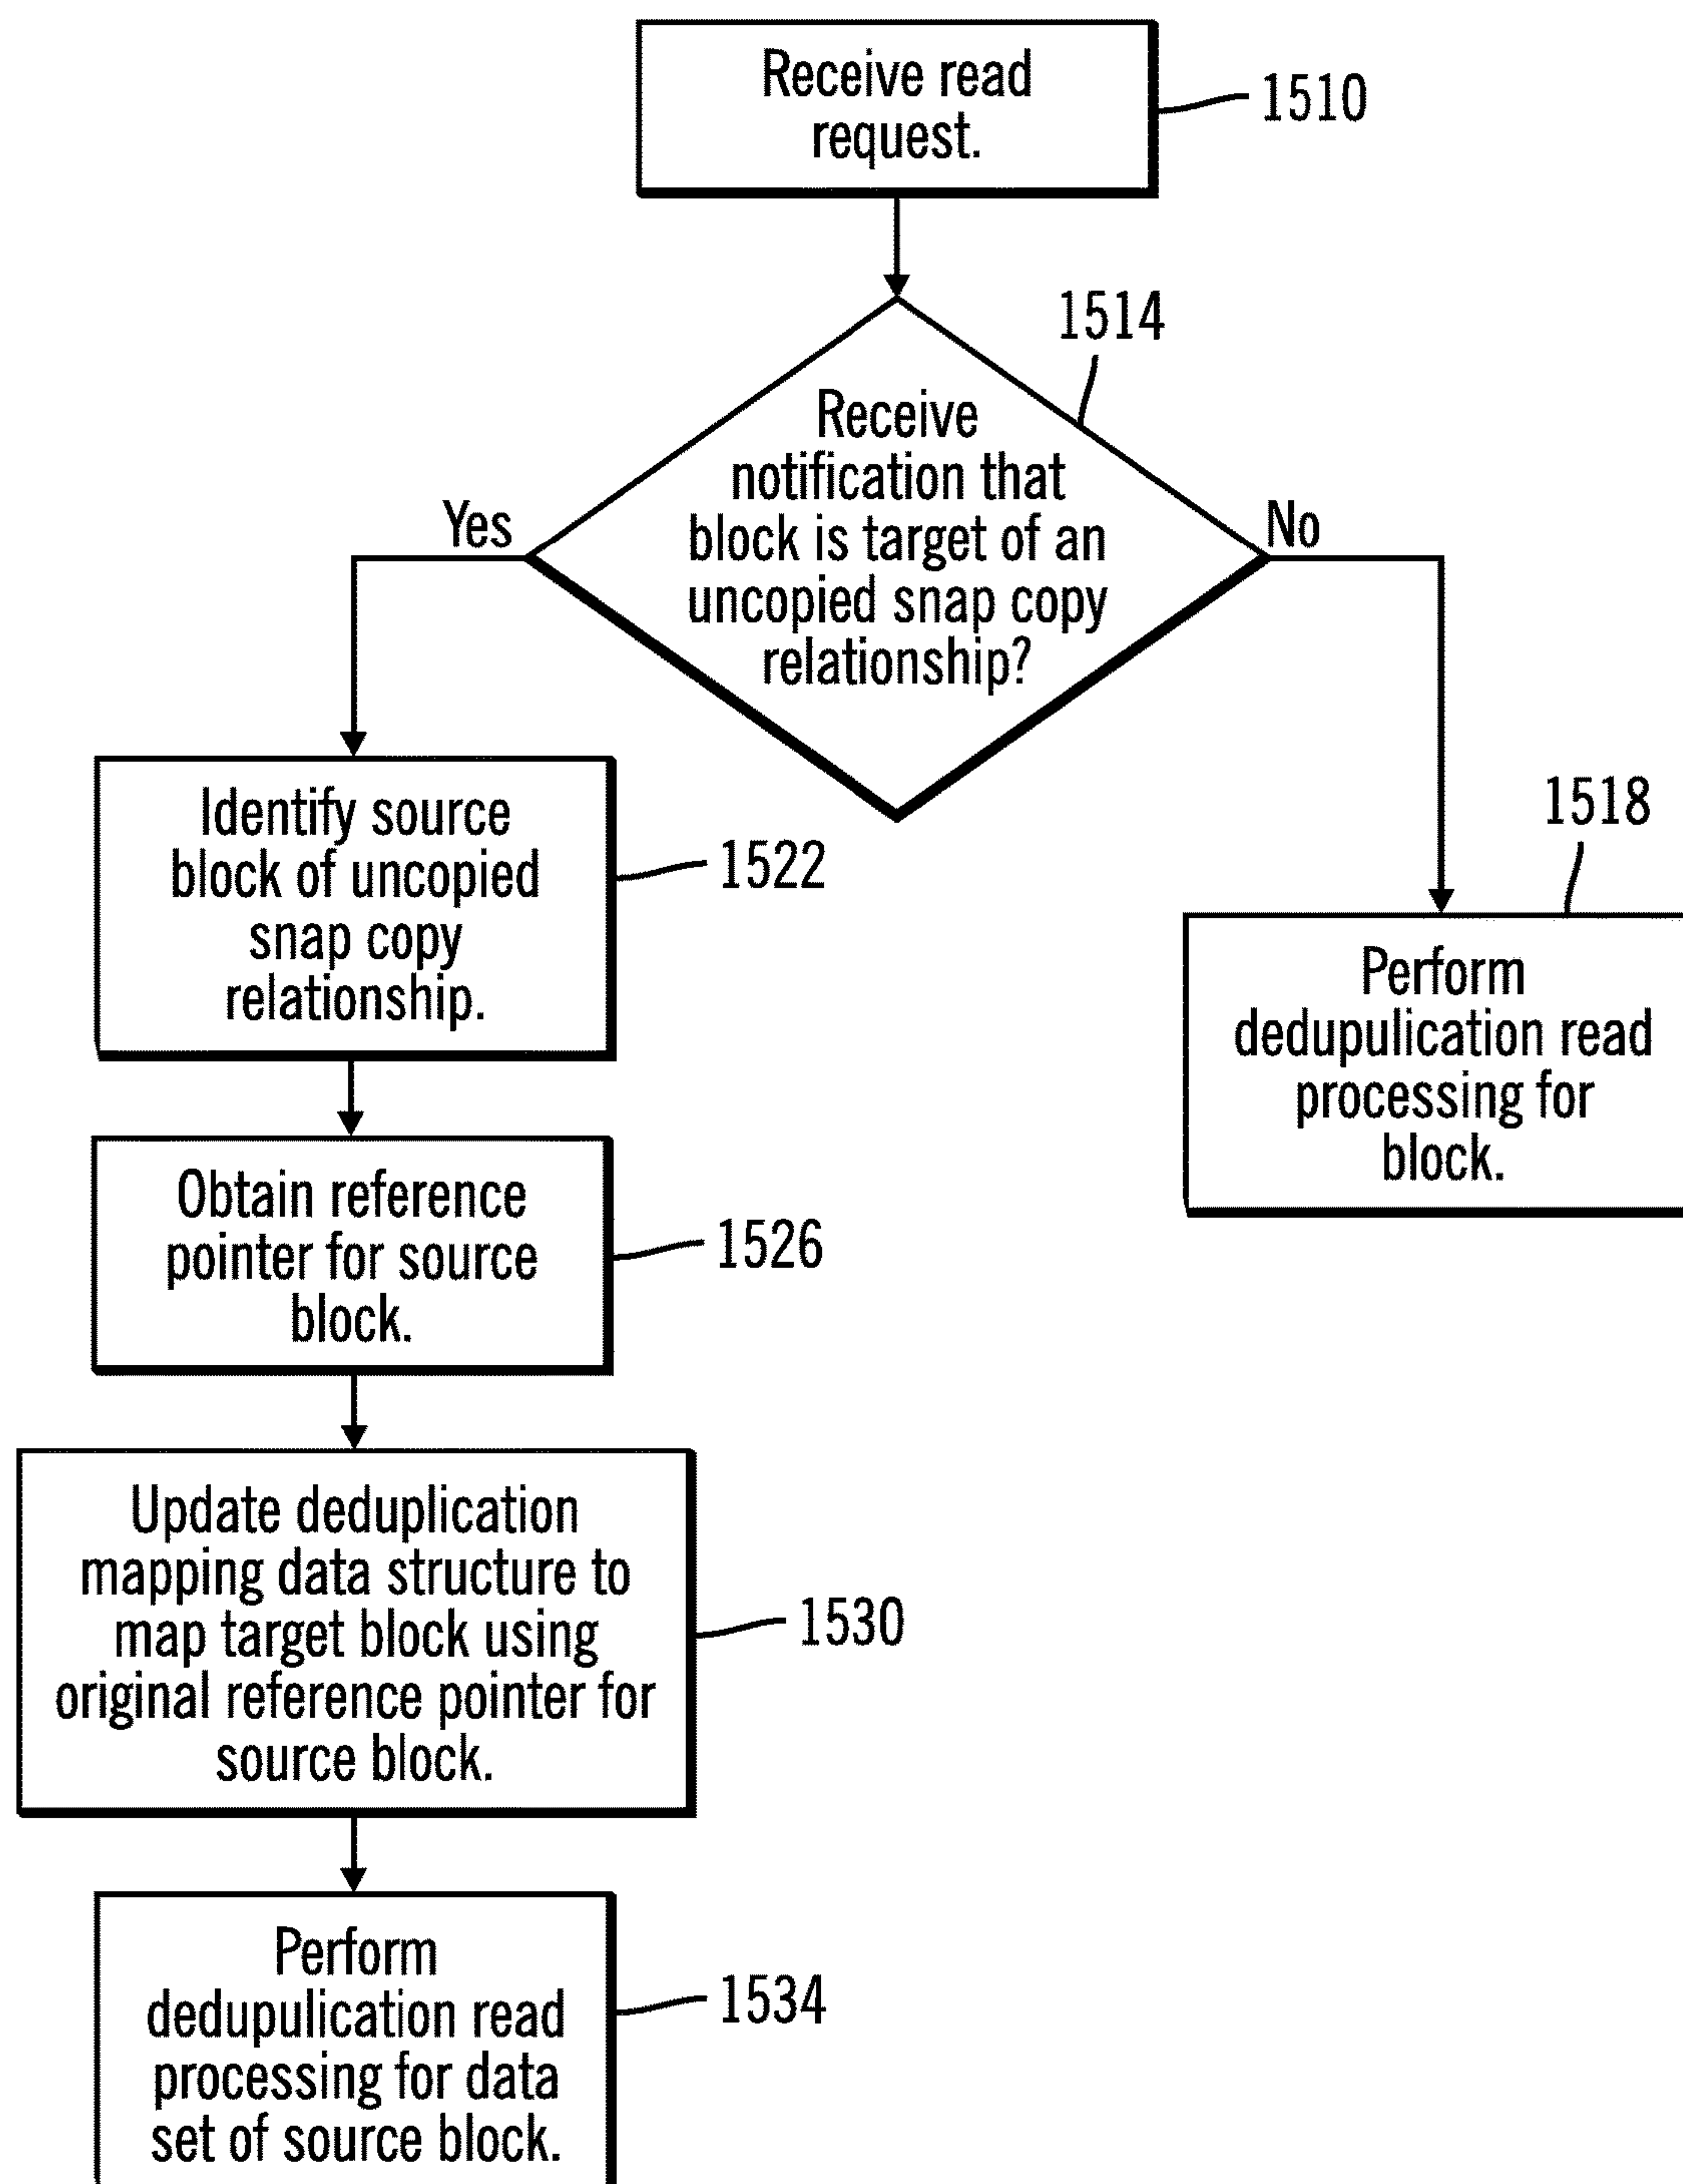 Receive read
request.
1510
1514
Receive
notification that
block is target of an
uncopied snap copy
relationship?
Yes
No
Identify source
block of uncopied
snap copy
relationship.
1522
1518
Perform
dedupulication read
processing for
block.
Obtain reference
pointer for source
block.
1526
Update deduplication
mapping data structure to
map target block using
original reference pointer for
source block.
1530
Perform
dedupulication read
processing for data
set of source block.
1534